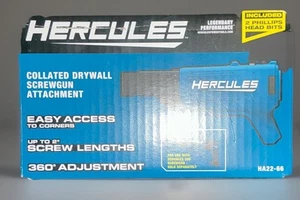 HERCULES
LEGENDARY
PERFORMANCE
INCLUDED
2 PHILLIPS
HEAD BITS
COLLATED DRYWALL
SCREWGUN
ATTACHMENT
HERCULES
EASY ACCESS
TO CORNERS
UP TO 2"
SCREW LENGTHS
360° ADJUSTMENT
HA22-66